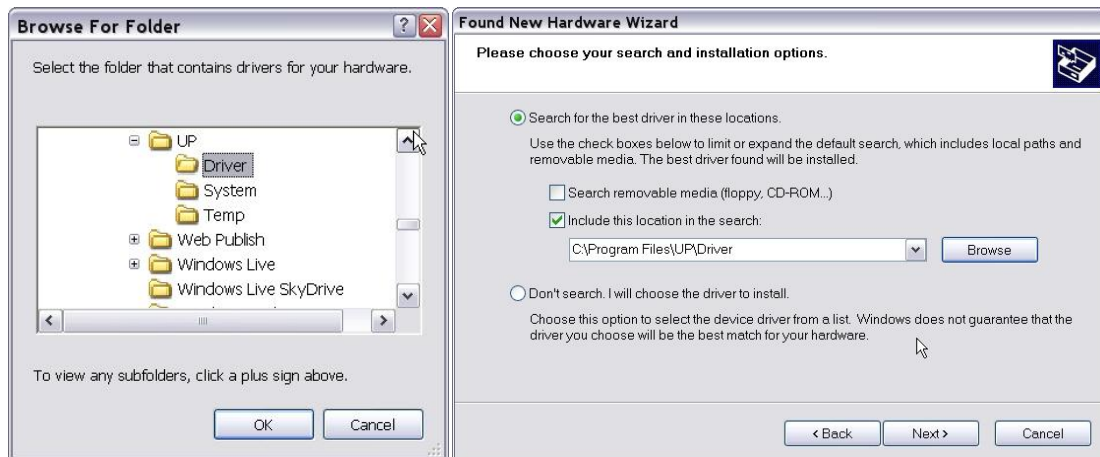 Browse For Folder
Select the folder that contains drivers for your hardware.
UP
Driver
System
Temp
Web Publish
Windows Live
Windows Live SkyDrive
To view any subfolders, click a plus sign above.
OK
Cancel
Found New Hardware Wizard
Please choose your search and installation options.
Search for the best driver in these locations.
Use the check boxes below to limit or expand the default search, which includes local paths and
removable media. The best driver found will be installed.
Search removable media (floppy, CD-ROM...)
Include this location in the search:
C:\Program Files\UP\Driver
Browse
Don't search. I will choose the driver to install.
Choose this option to select the device driver from a list. Windows does not guarantee that the
driver you choose will be the best match for your hardware.
< Back
Next >
Cancel